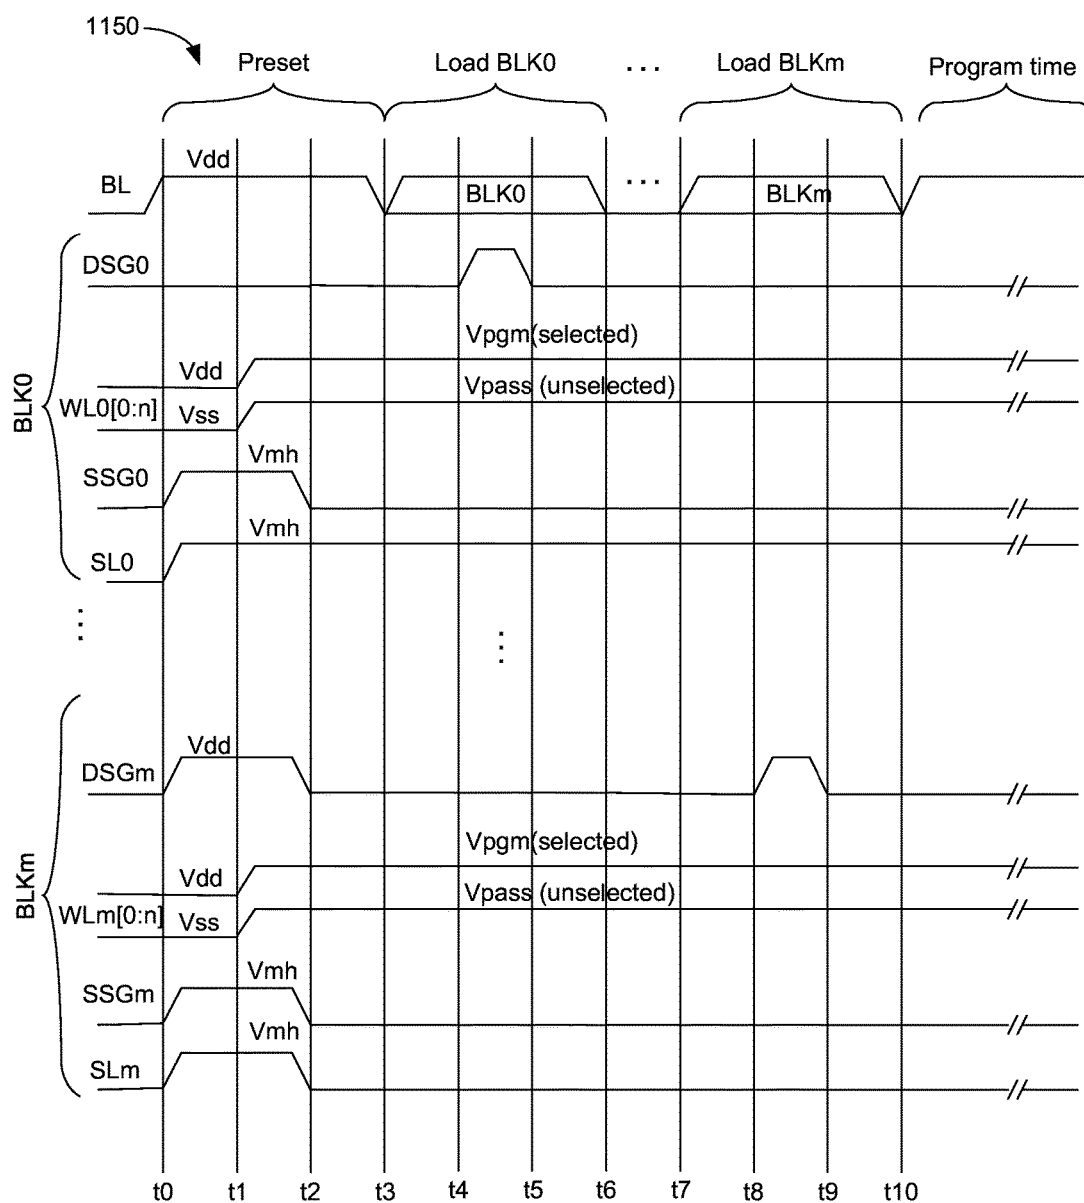 1150
Preset
Load BLK0
. . .
Load BLKm
Program time
BL
Vdd
BLK0
. . .
BLKm
BLK0
DSG0
Vpgm(selected)
Vdd
Vpass (unselected)
WL0[0:n]
Vss
SSG0
Vmh
SL0
Vmh
BLKm
DSGm
Vdd
Vpgm(selected)
Vdd
Vpass (unselected)
WLm[0:n]
Vss
SSGm
Vmh
SLm
Vmh
t0 t1 t2 t3 t4 t5 t6 t7 t8 t9 t10